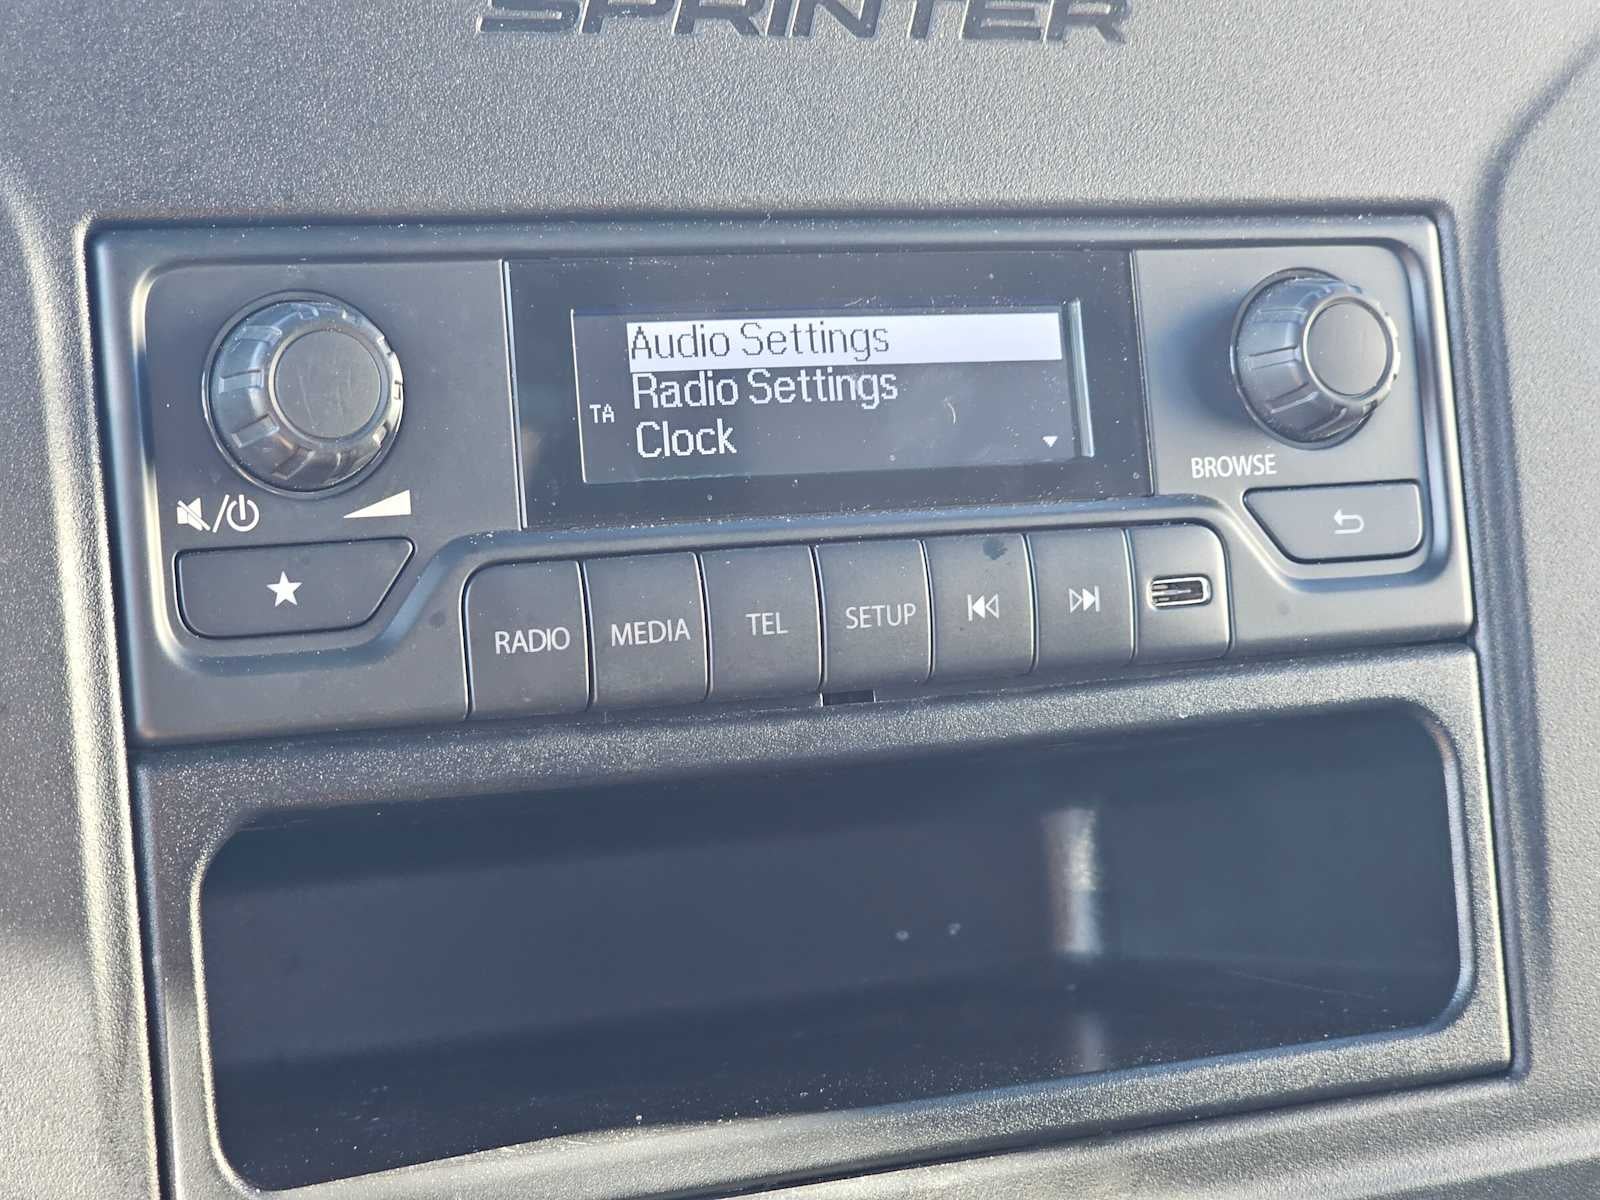 SPRINTER
Audio Settings
Radio Settings
TA
Clock
BROWSE
RADIO MEDIA TEL SETUP